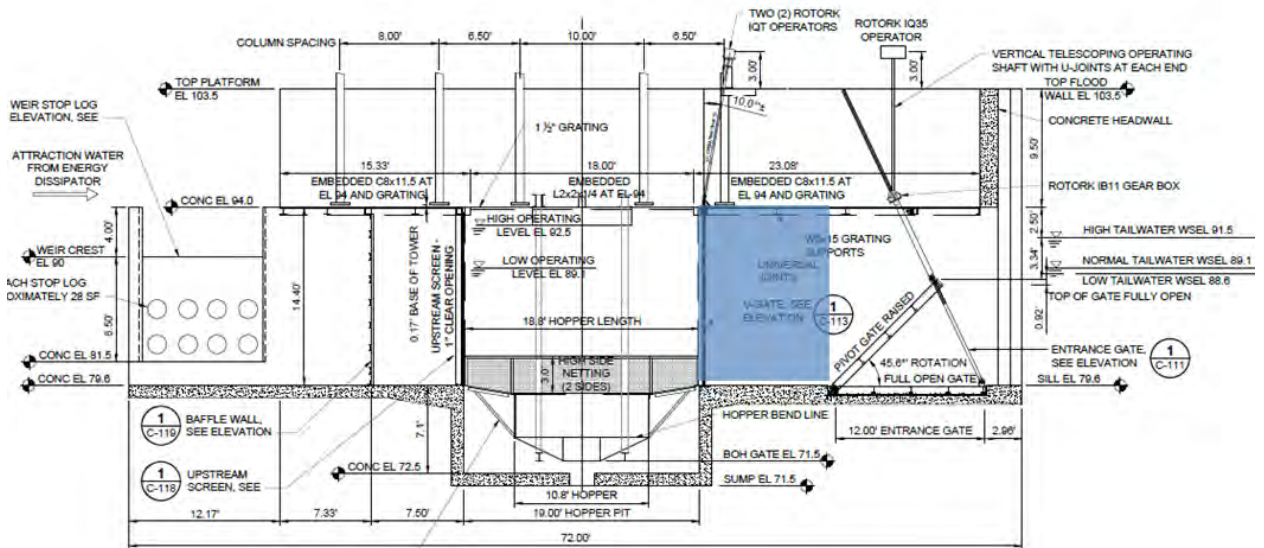 TWO (2) ROTORK
IQT OPERATORS
ROTORK IQ35
OPERATOR
COLUMN SPACING
8.00'
6.50'
10.00'
6.50'
3.00'
3.00'
VERTICAL TELESCOPING OPERATING
SHAFT WITH U-JOINTS AT EACH END
TOP PLATFORM
EL 103.5
TOP FLOOD
WALL EL 103.5
WEIR STOP LOG
ELEVATION, SEE
10.0°±
1 ½" GRATING
CONCRETE HEADWALL
ATTRACTION WATER
FROM ENERGY
DISSIPATOR
15.33'
18.00'
23.08'
9.50'
EMBEDDED C8x11.5 AT
EL 94 AND GRATING
EMBEDDED
L2x2x1/4 AT EL-94
EMBEDDED C8x11.5 AT
EL 94 AND GRATING
ROTORK IB11 GEAR BOX
CONC EL 94.0
4.00'
HIGH OPERATING
LEVEL EL 92.5
2.50'
HIGH TAILWATER WSEL 91.5
WEIR CREST
EL 90
0.17' BASE OF TOWER
UPSTREAM SCREEN -
1" CLEAR OPENING
LOW OPERATING
LEVEL EL 89.1
GRATING
SUPPORTS
UNIVERSAL
JOINTS
3.34'
NORMAL TAILWATER WSEL 89.1
LOW TAILWATER WSEL 88.6
TOP OF GATE FULLY OPEN
ACH STOP LOG
OXIMATELY 28 SF
14.40'
V-GATE, SEE
ELEVATION
1
C-113
0.92'
6.50'
18.8' HOPPER LENGTH
PIVOT GATE RAISED
CONC EL 81.5
HIGH SIDE
NETTING
(2 SIDES)
3.0'
45.6° ROTATION
FULL OPEN GATE
ENTRANCE GATE,
SEE ELEVATION
1
C-111
CONC EL 79.6
SILL EL 79.6
1
C-119
BAFFLE WALL,
SEE ELEVATION
7.1'
HOPPER BEND LINE
12.00' ENTRANCE GATE
2.96'
1
C-118
UPSTREAM
SCREEN, SEE
CONC EL 72.5
BOH GATE EL 71.5
SUMP EL 71.5
10.8' HOPPER
12.17'
7.33'
7.50'
19.00' HOPPER PIT
72.00'